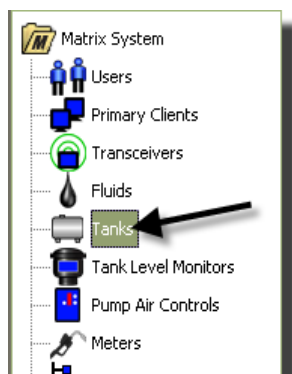 Matrix System
Users
Primary Clients
Transceivers
Fluids
Tanks
Tank Level Monitors
Pump Air Controls
Meters